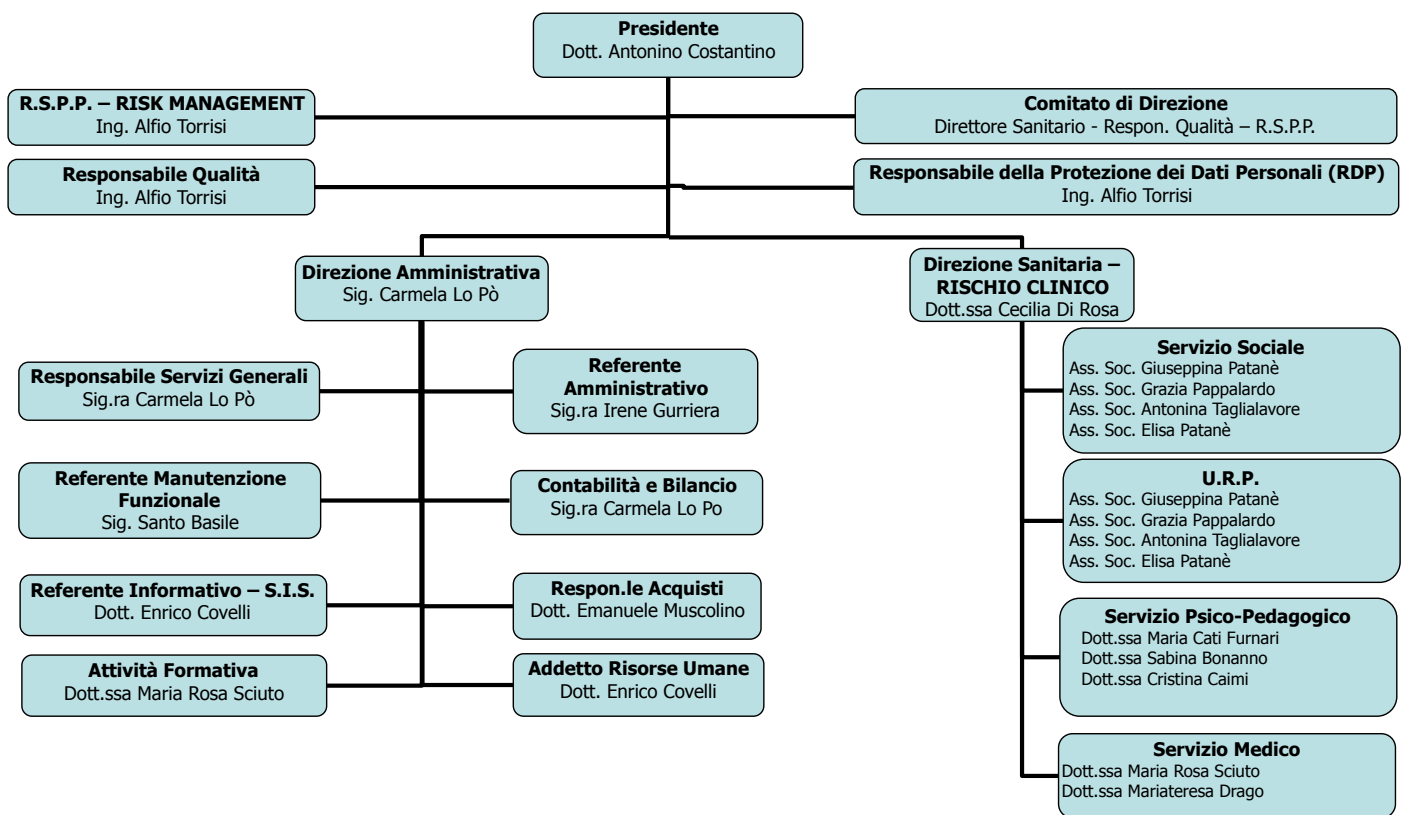 Presidente
Dott. Antonino Costantino
R.S.P.P. – RISK MANAGEMENT
Ing. Alfio Torrisi
Comitato di Direzione
Direttore Sanitario - Respon. Qualità – R.S.P.P.
Responsabile Qualità
Ing. Alfio Torrisi
Responsabile della Protezione dei Dati Personali (RDP)
Ing. Alfio Torrisi
Direzione Amministrativa
Sig. Carmela Lo Pò
Direzione Sanitaria –
RISCHIO CLINICO
Dott.ssa Cecilia Di Rosa
Responsabile Servizi Generali
Sig.ra Carmela Lo Pò
Referente
Amministrativo
Sig.ra Irene Gurriera
Referente Manutenzione
Funzionale
Sig. Santo Basile
Contabilità e Bilancio
Sig.ra Carmela Lo Po
Referente Informativo – S.I.S.
Dott. Enrico Covelli
Respon.le Acquisti
Dott. Emanuele Muscolino
Attività Formativa
Dott.ssa Maria Rosa Sciuto
Addetto Risorse Umane
Dott. Enrico Covelli
Servizio Sociale
Ass. Soc. Giuseppina Patanè
Ass. Soc. Grazia Pappalardo
Ass. Soc. Antonina Taglialavore
Ass. Soc. Elisa Patanè
U.R.P.
Ass. Soc. Giuseppina Patanè
Ass. Soc. Grazia Pappalardo
Ass. Soc. Antonina Taglialavore
Ass. Soc. Elisa Patanè
Servizio Psico-Pedagogico
Dott.ssa Maria Cati Furnari
Dott.ssa Sabina Bonanno
Dott.ssa Cristina Caimi
Servizio Medico
Dott.ssa Maria Rosa Sciuto
Dott.ssa Mariateresa Drago